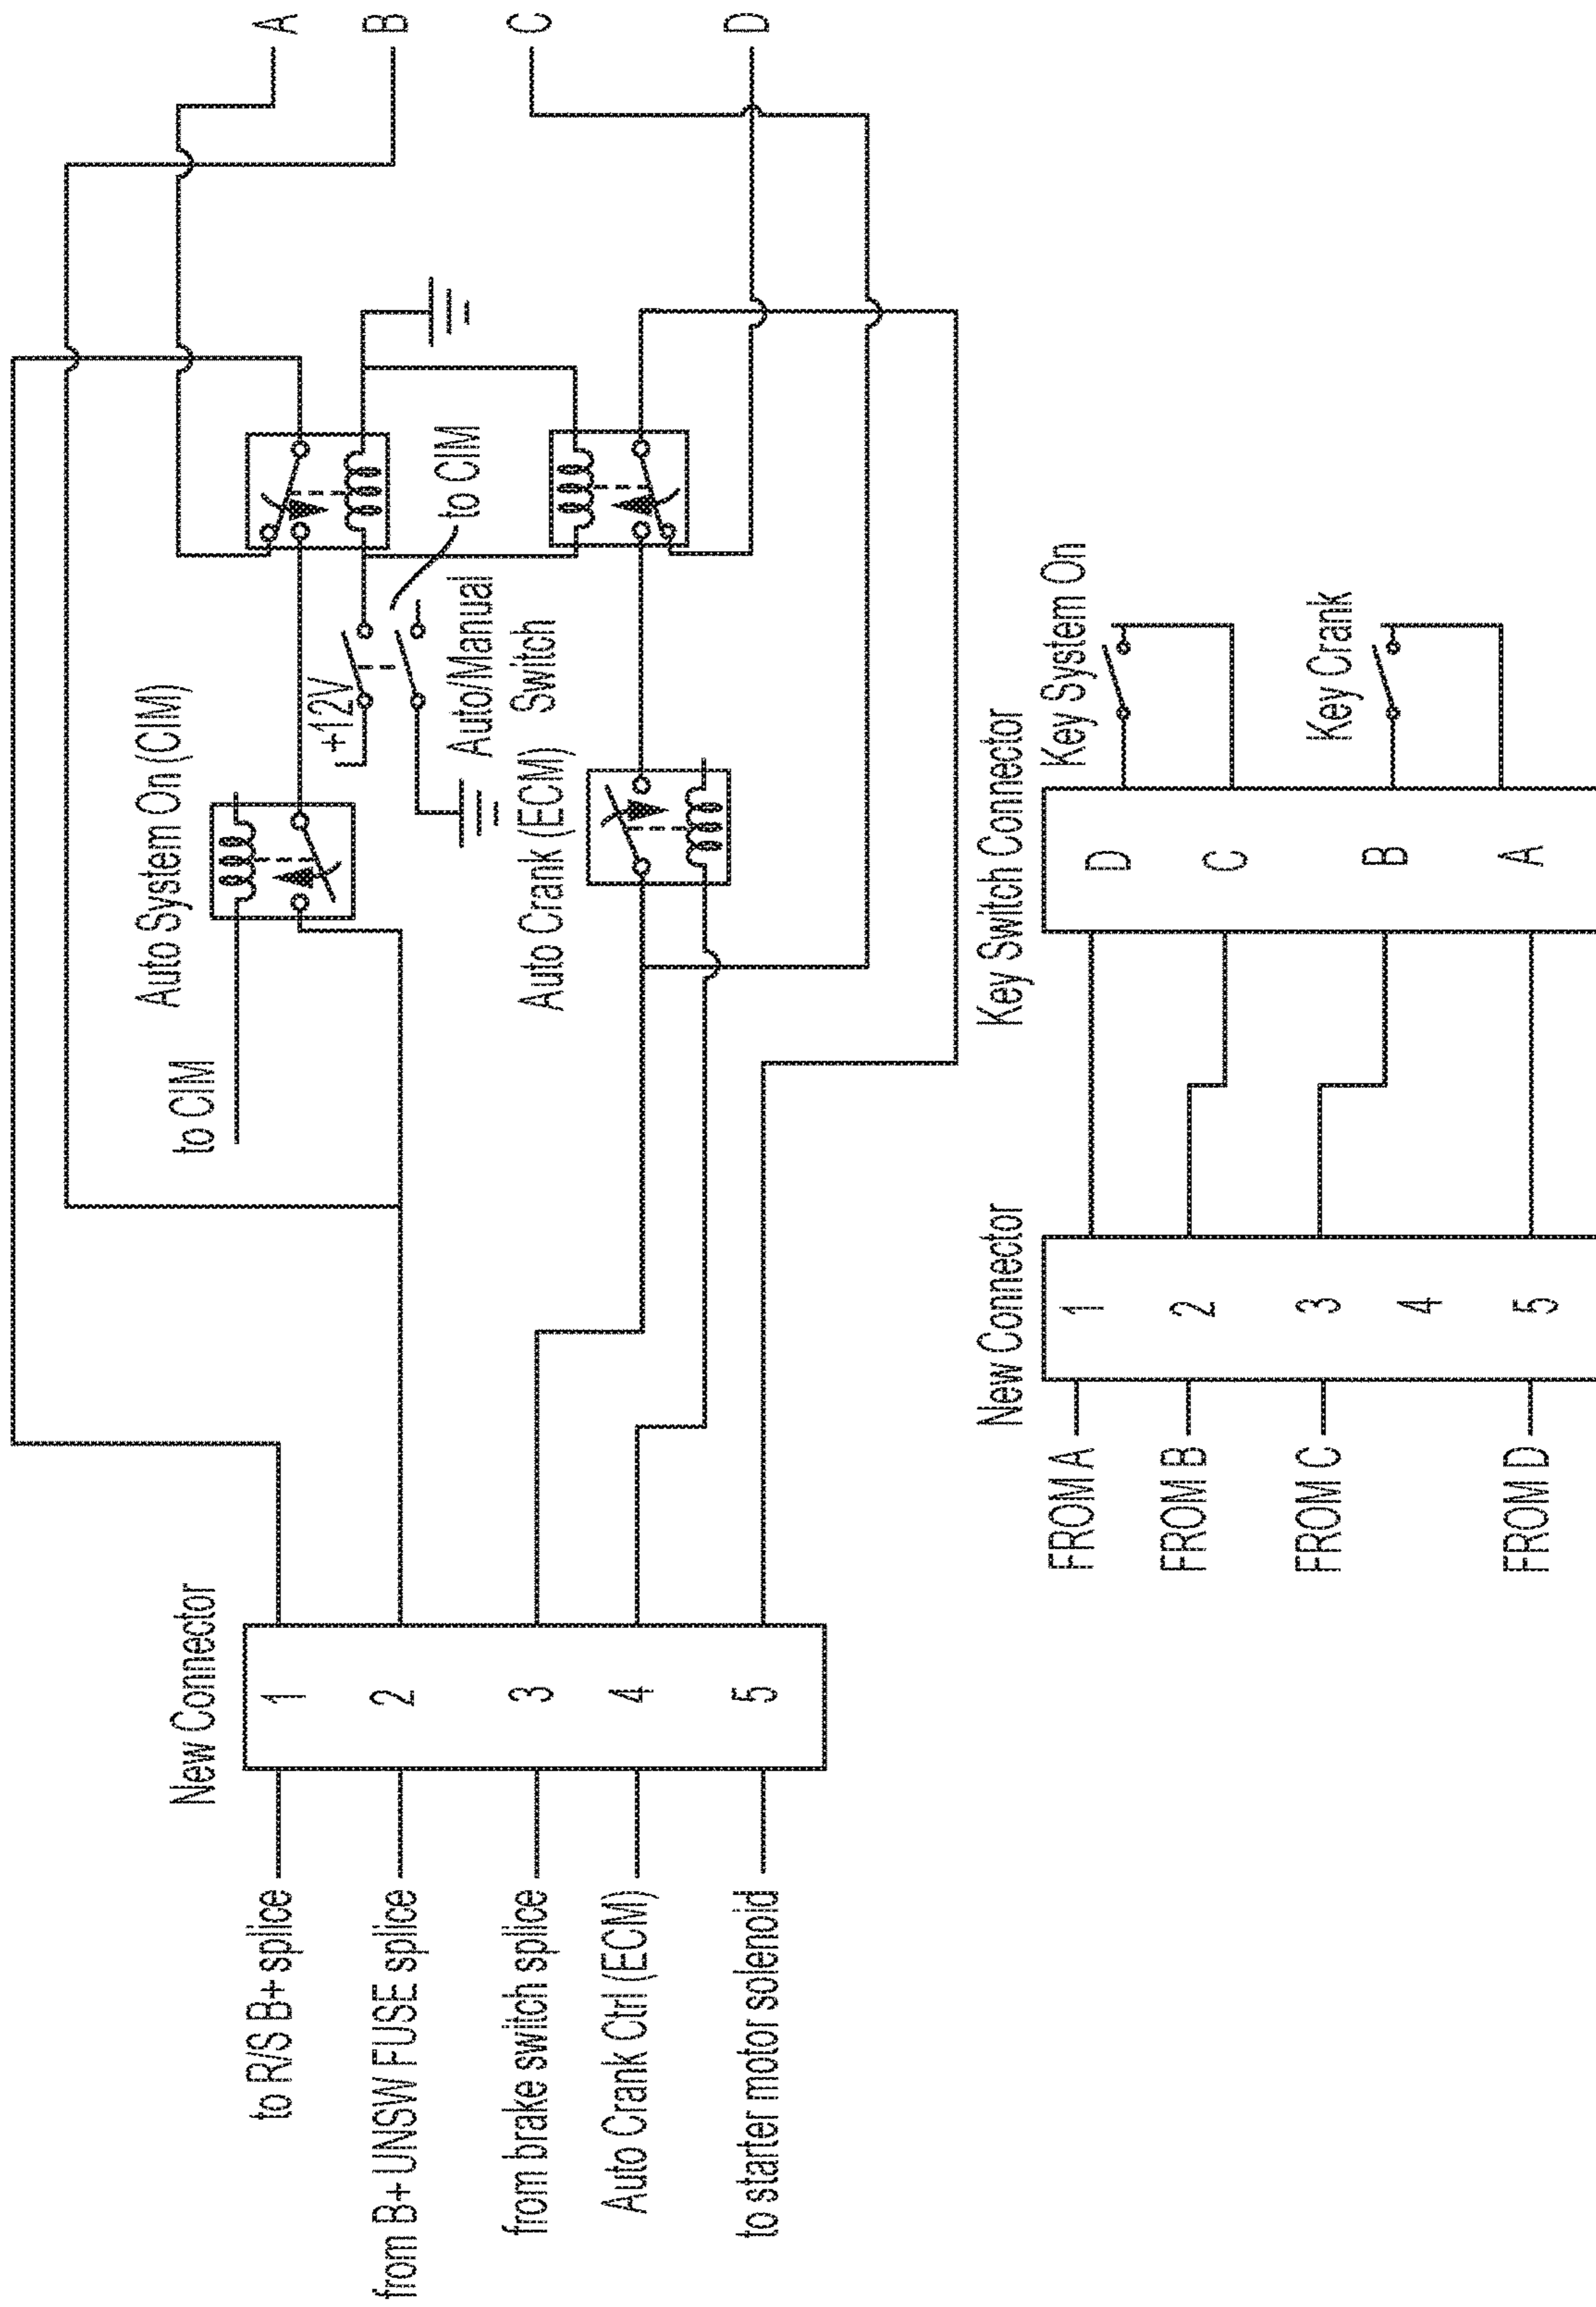 A
B
C
D
Auto System On (CIM)
to CIM
+12V
to CIM
Auto/Manual
Switch
Auto Crank (ECM)
New Connector
1
2
3
4
5
to R/S B+ splice
from B+ UNSW FUSE splice
from brake switch splice
Auto Crank Ctrl (ECM)
to starter motor solenoid
New Connector
1
2
3
4
5
FROM A
FROM B
FROM C
FROM D
Key Switch Connector
D
C
B
A
Key System On
Key Crank